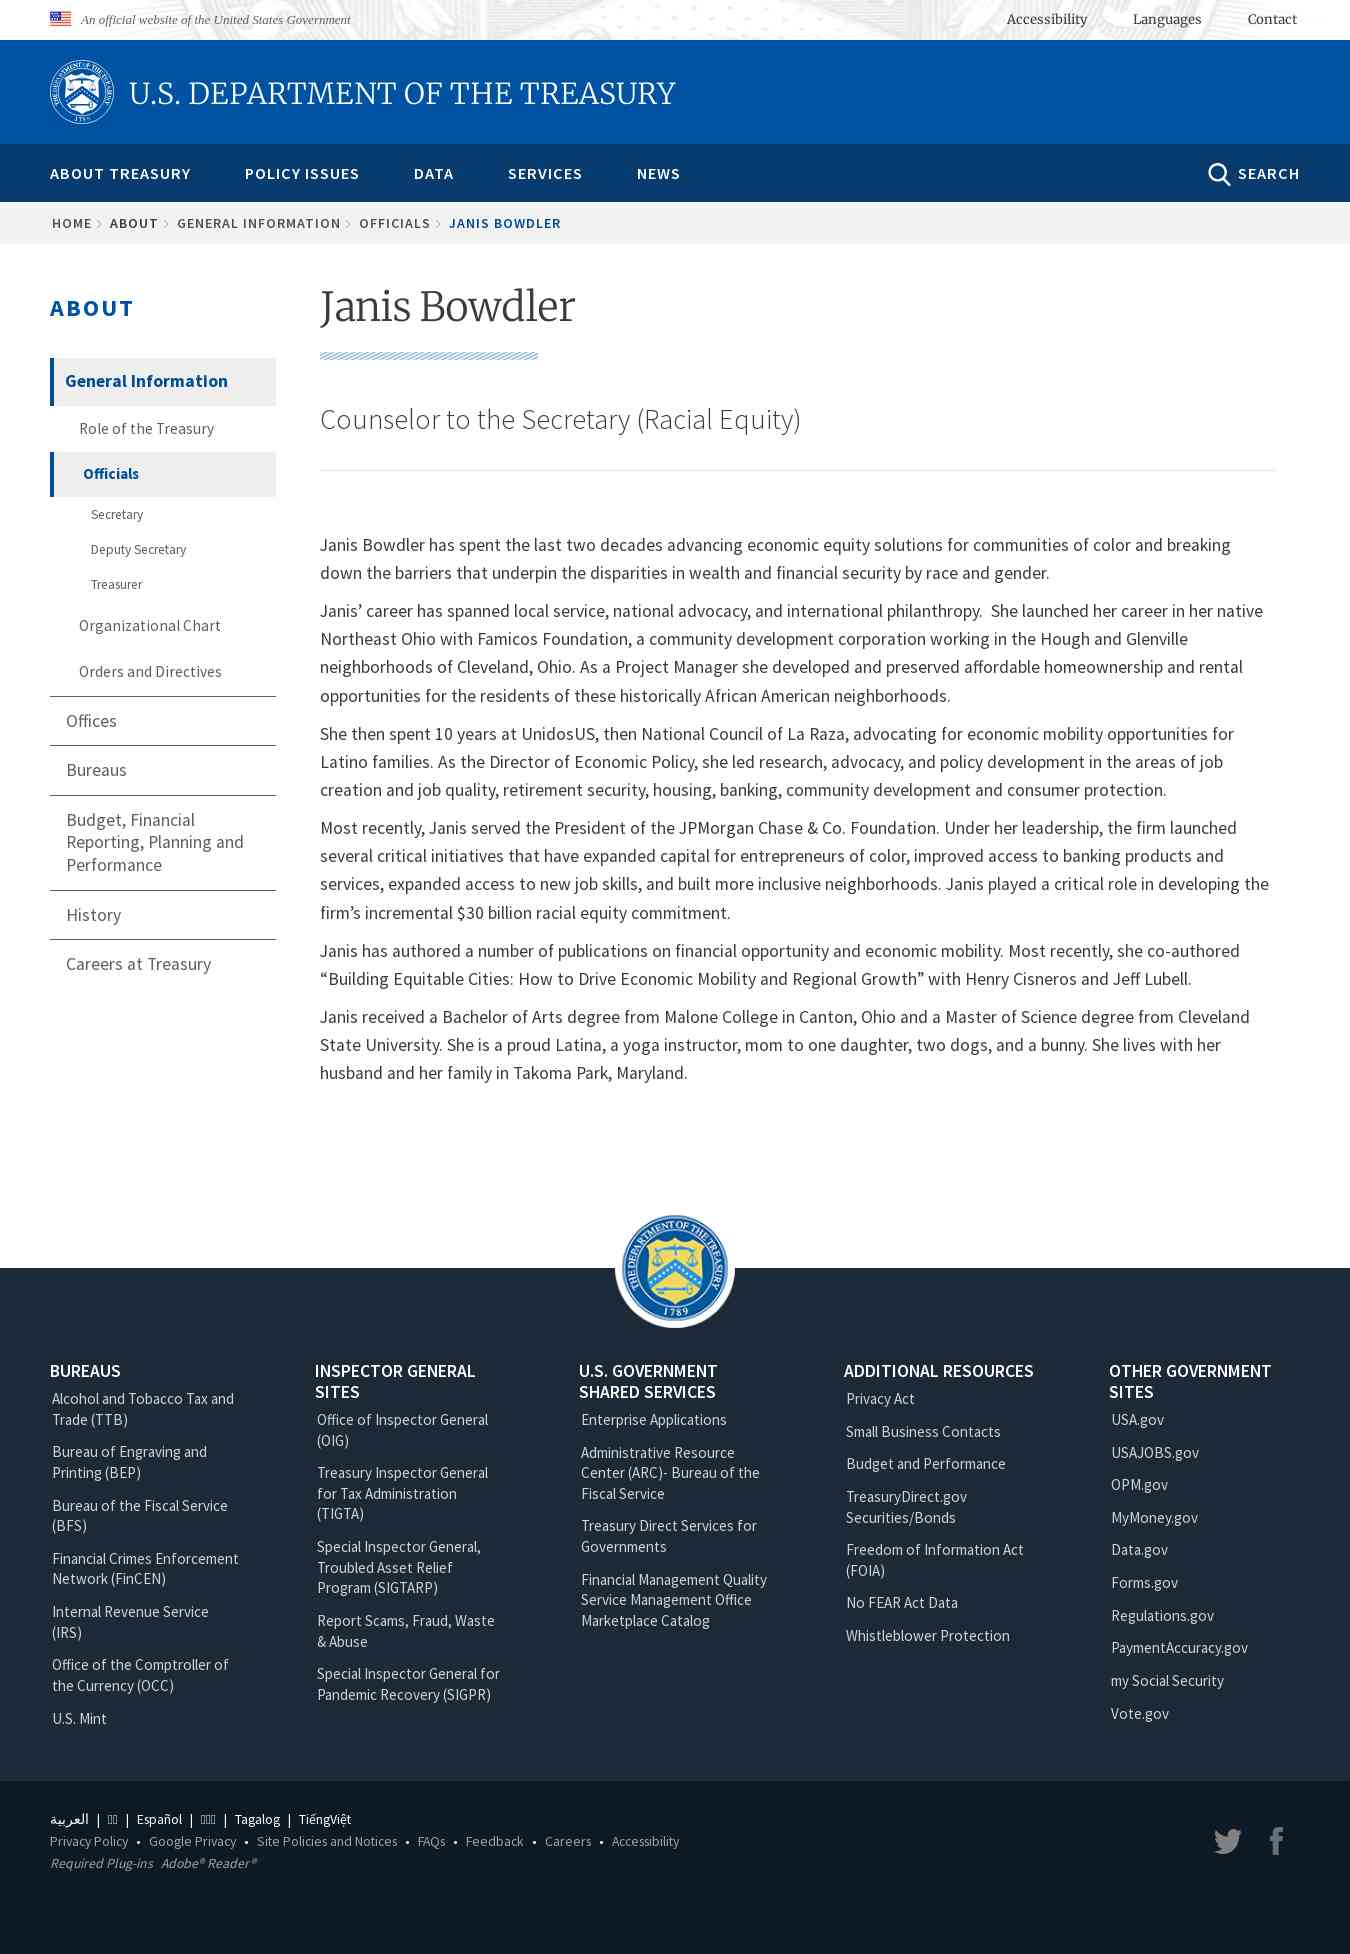 An official website of the United States Government
Accessibility Languages Contact
U.S. DEPARTMENT OF THE TREASURY
ABOUT TREASURY POLICY ISSUES DATA SERVICES NEWS SEARCH
HOME ABOUT GENERAL INFORMATION OFFICIALS JANIS BOWDLER
ABOUT
General Information
Role of the Treasury
Officials
Secretary
Deputy Secretary
Treasurer
Organizational Chart
Orders and Directives
Offices
Bureaus
Budget, Financial
Reporting, Planning and
Performance
History
Careers at Treasury
Janis Bowdler
Counselor to the Secretary (Racial Equity)
Janis Bowdler has spent the last two decades advancing economic equity solutions for communities of color and breaking
down the barriers that underpin the disparities in wealth and financial security by race and gender.
Janis’ career has spanned local service, national advocacy, and international philanthropy.  She launched her career in her native
Northeast Ohio with Famicos Foundation, a community development corporation working in the Hough and Glenville
neighborhoods of Cleveland, Ohio. As a Project Manager she developed and preserved affordable homeownership and rental
opportunities for the residents of these historically African American neighborhoods.
She then spent 10 years at UnidosUS, then National Council of La Raza, advocating for economic mobility opportunities for
Latino families. As the Director of Economic Policy, she led research, advocacy, and policy development in the areas of job
creation and job quality, retirement security, housing, banking, community development and consumer protection.
Most recently, Janis served the President of the JPMorgan Chase & Co. Foundation. Under her leadership, the firm launched
several critical initiatives that have expanded capital for entrepreneurs of color, improved access to banking products and
services, expanded access to new job skills, and built more inclusive neighborhoods. Janis played a critical role in developing the
firm’s incremental $30 billion racial equity commitment.
Janis has authored a number of publications on financial opportunity and economic mobility. Most recently, she co-authored
“Building Equitable Cities: How to Drive Economic Mobility and Regional Growth” with Henry Cisneros and Jeff Lubell.
Janis received a Bachelor of Arts degree from Malone College in Canton, Ohio and a Master of Science degree from Cleveland
State University. She is a proud Latina, a yoga instructor, mom to one daughter, two dogs, and a bunny. She lives with her
husband and her family in Takoma Park, Maryland.
THE DEPARTMENT OF THE TREASURY
1789
BUREAUS
Alcohol and Tobacco Tax and
Trade (TTB)
Bureau of Engraving and
Printing (BEP)
Bureau of the Fiscal Service
(BFS)
Financial Crimes Enforcement
Network (FinCEN)
Internal Revenue Service
(IRS)
Office of the Comptroller of
the Currency (OCC)
U.S. Mint
INSPECTOR GENERAL
SITES
Office of Inspector General
(OIG)
Treasury Inspector General
for Tax Administration
(TIGTA)
Special Inspector General,
Troubled Asset Relief
Program (SIGTARP)
Report Scams, Fraud, Waste
& Abuse
Special Inspector General for
Pandemic Recovery (SIGPR)
U.S. GOVERNMENT
SHARED SERVICES
Enterprise Applications
Administrative Resource
Center (ARC)- Bureau of the
Fiscal Service
Treasury Direct Services for
Governments
Financial Management Quality
Service Management Office
Marketplace Catalog
ADDITIONAL RESOURCES
Privacy Act
Small Business Contacts
Budget and Performance
TreasuryDirect.gov
Securities/Bonds
Freedom of Information Act
(FOIA)
No FEAR Act Data
Whistleblower Protection
OTHER GOVERNMENT
SITES
USA.gov
USAJOBS.gov
OPM.gov
MyMoney.gov
Data.gov
Forms.gov
Regulations.gov
PaymentAccuracy.gov
my Social Security
Vote.gov
العربية | | Español | | Tagalog | TiếngViệt
Privacy Policy • Google Privacy • Site Policies and Notices • FAQs • Feedback • Careers • Accessibility
Required Plug-ins Adobe® Reader®